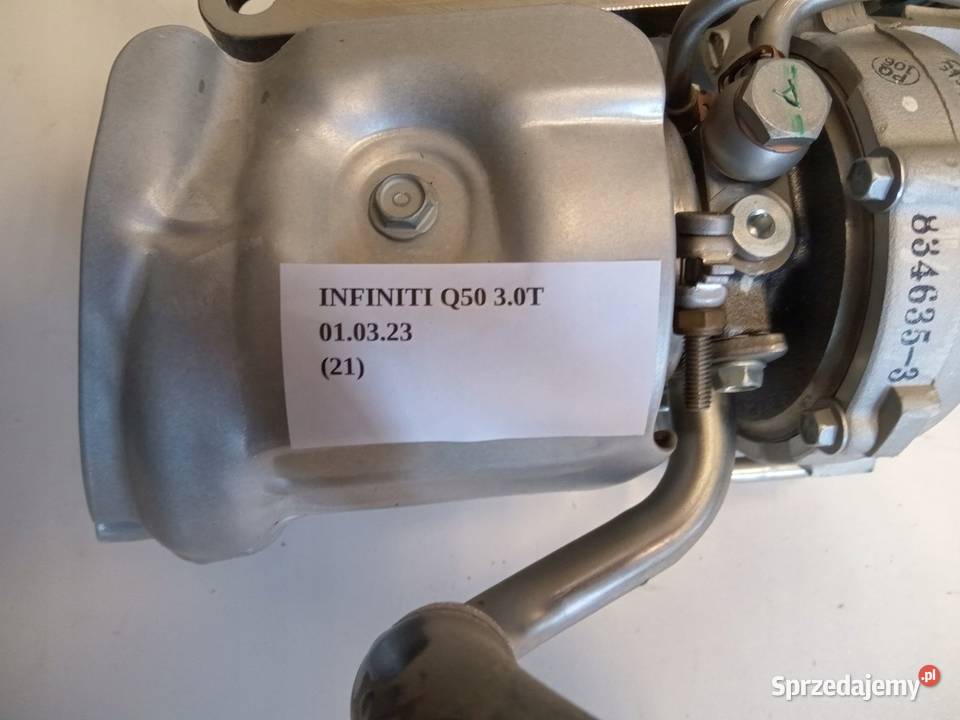 INFINITI Q50 3.0T
01.03.23
(21)
834635-3
Sprzedajemy.pl